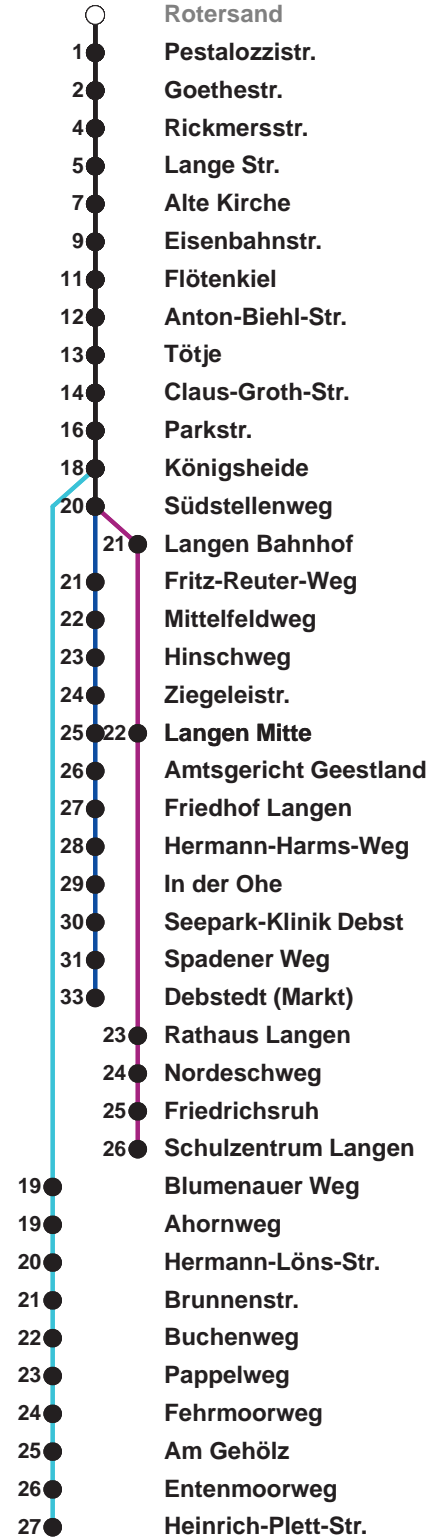 Rotersand
1 Pestalozzistr.
2 Goethestr.
4 Rickmersstr.
5 Lange Str.
7 Alte Kirche
9 Eisenbahnstr.
11 Flötenkiel
12 Anton-Biehl-Str.
13 Tötje
14 Claus-Groth-Str.
16 Parkstr.
18 Königsheide
20 Südstellenweg
21 Langen Bahnhof
21 Fritz-Reuter-Weg
22 Mittelfeldweg
23 Hinschweg
24 Ziegeleistr.
25 22 Langen Mitte
26 Amtsgericht Geestland
27 Friedhof Langen
28 Hermann-Harms-Weg
29 In der Ohe
30 Seepark-Klinik Debst
31 Spadener Weg
33 Debstedt (Markt)
23 Rathaus Langen
24 Nordeschweg
25 Friedrichsruh
26 Schulzentrum Langen
19 Blumenauer Weg
19 Ahornweg
20 Hermann-Löns-Str.
21 Brunnenstr.
22 Buchenweg
23 Pappelweg
24 Fehrmoorweg
25 Am Gehölz
26 Entenmoorweg
27 Heinrich-Plett-Str.